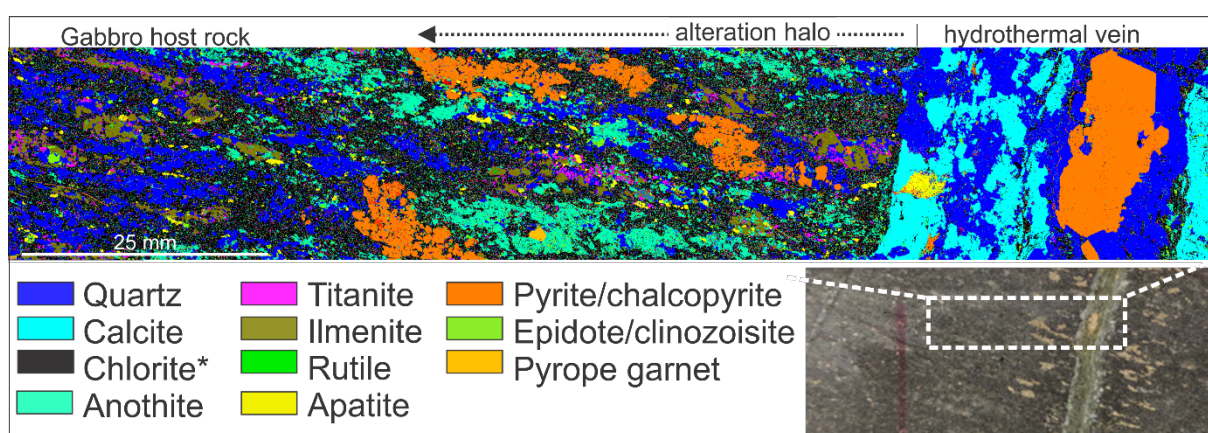 Gabbro host rock
alteration halo
hydrothermal vein
25 mm
Quartz
Titanite
Pyrite/chalcopyrite
Calcite
Ilmenite
Epidote/clinozoisite
Chlorite*
Rutile
Pyrope garnet
Anothite
Apatite